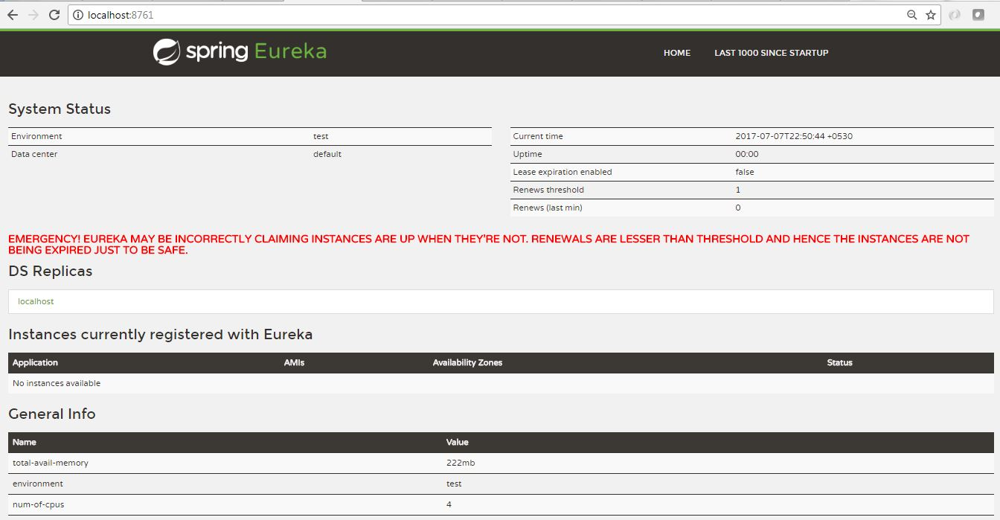 localhost:8761
spring Eureka
HOME LAST 1000 SINCE STARTUP
System Status
Environment test
Data center default
Current time 2017-07-07T22:50:44 +0530
Uptime 00:00
Lease expiration enabled false
Renews threshold 1
Renews (last min) 0
EMERGENCY! EUREKA MAY BE INCORRECTLY CLAIMING INSTANCES ARE UP WHEN THEY'RE NOT. RENEWALS ARE LESSER THAN THRESHOLD AND HENCE THE INSTANCES ARE NOT
BEING EXPIRED JUST TO BE SAFE.
DS Replicas
localhost
Instances currently registered with Eureka
Application AMIs Availability Zones Status
No instances available
General Info
Name Value
total-avail-memory 222mb
environment test
num-of-cpus 4